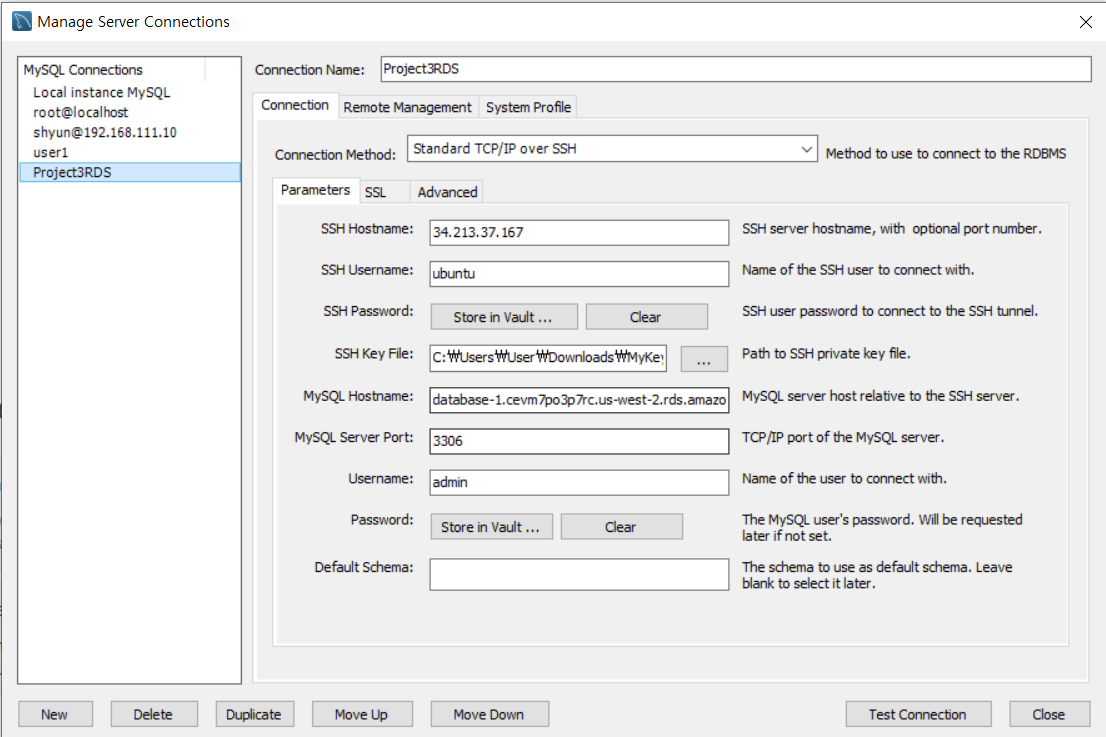 Manage Server Connections
MySQL Connections
Local instance MySQL
root@localhost
shyun@192.168.111.10
user1
Project3RDS
Connection Name: Project3RDS
Connection Remote Management System Profile
Connection Method: Standard TCP/IP over SSH Method to use to connect to the RDBMS
Parameters SSL Advanced
SSH Hostname: 34.213.37.167 SSH server hostname, with optional port number.
SSH Username: ubuntu Name of the SSH user to connect with.
SSH Password: Store in Vault ... Clear SSH user password to connect to the SSH tunnel.
SSH Key File: C:₩Users₩User₩Downloads₩MyKey ... Path to SSH private key file.
MySQL Hostname: database-1.cevm7po3p7rc.us-west-2.rds.amazo MySQL server host relative to the SSH server.
MySQL Server Port: 3306 TCP/IP port of the MySQL server.
Username: admin Name of the user to connect with.
Password: Store in Vault ... Clear The MySQL user's password. Will be requested
later if not set.
Default Schema: The schema to use as default schema. Leave
blank to select it later.
New Delete Duplicate Move Up Move Down Test Connection Close